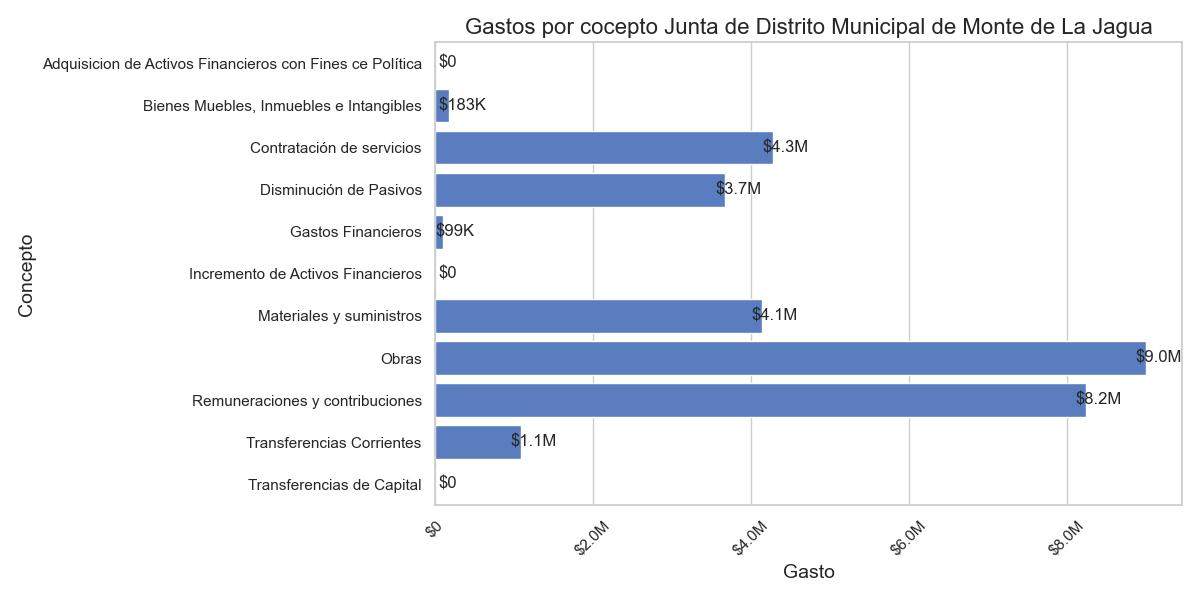 Gastos por cocepto Junta de Distrito Municipal de Monte de La Jagua
Concepto
Adquisicion de Activos Financieros con Fines ce Política $0
Bienes Muebles, Inmuebles e Intangibles $183K
Contratación de servicios $4.3M
Disminución de Pasivos $3.7M
Gastos Financieros $99K
Incremento de Activos Financieros $0
Materiales y suministros $4.1M
Obras $9.0M
Remuneraciones y contribuciones $8.2M
Transferencias Corrientes $1.1M
Transferencias de Capital $0
$0 $2.0M $4.0M $6.0M $8.0M
Gasto